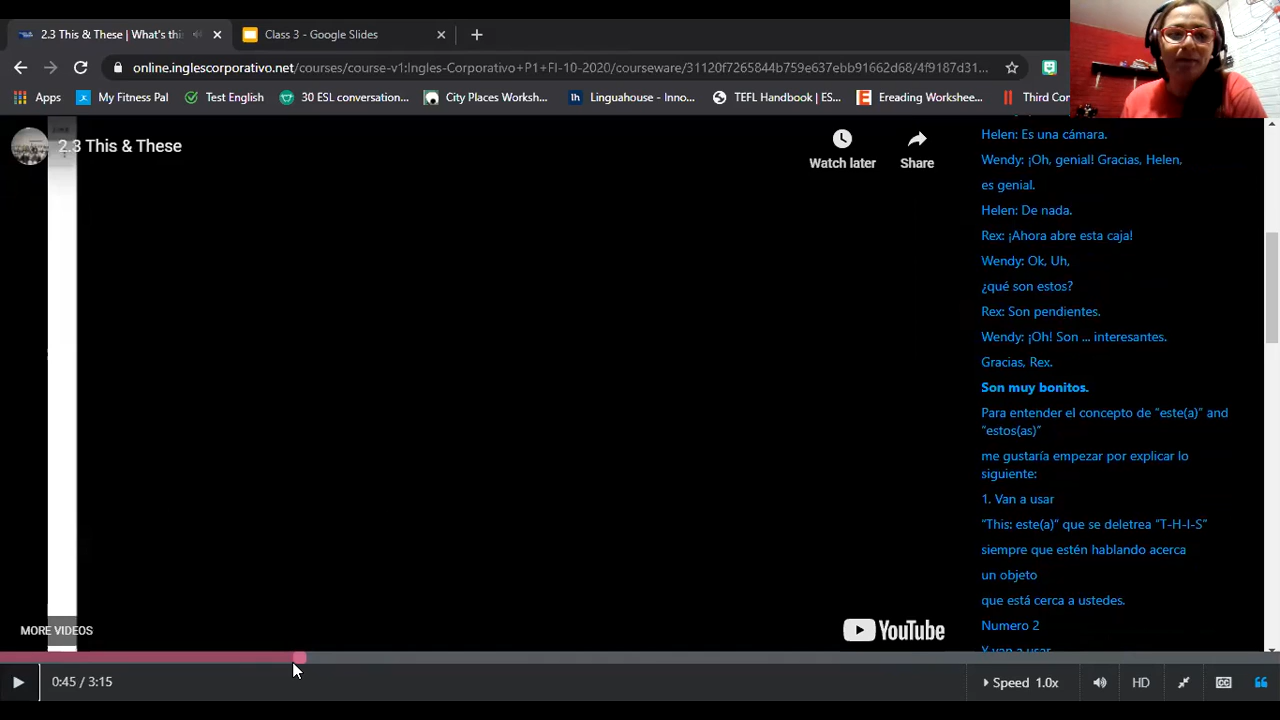 2.3 This & These | What's this
Class 3 - Google Slides
online.inglescorporativo.net/courses/course-v1:Ingles-Corporativo+P1+FI-10-2020/courseware/31120f7265844b759e637ebb91662d68/4f9187d31...
Apps
My Fitness Pal
Test English
30 ESL conversation...
City Places Worksh...
Linguahouse - Inno...
TEFL Handbook | ES...
Ereading Workshee...
Third Con
2.3 This & These
Watch later
Share
Helen: Es una cámara.
Wendy: ¡Oh, genial! Gracias, Helen,
es genial.
Helen: De nada.
Rex: ¡Ahora abre esta caja!
Wendy: Ok, Uh,
¿qué son estos?
Rex: Son pendientes.
Wendy: ¡Oh! Son ... interesantes.
Gracias, Rex.
Son muy bonitos.
Para entender el concepto de "este(a)" and
"estos(as)"
me gustaría empezar por explicar lo
siguiente:
1. Van a usar
"This: este(a)" que se deletrea "T-H-I-S"
siempre que estén hablando acerca
un objeto
que está cerca a ustedes.
Numero 2
Y van a usar
MORE VIDEOS
YouTube
0:45 / 3:15
Speed 1.0x
HD
CC